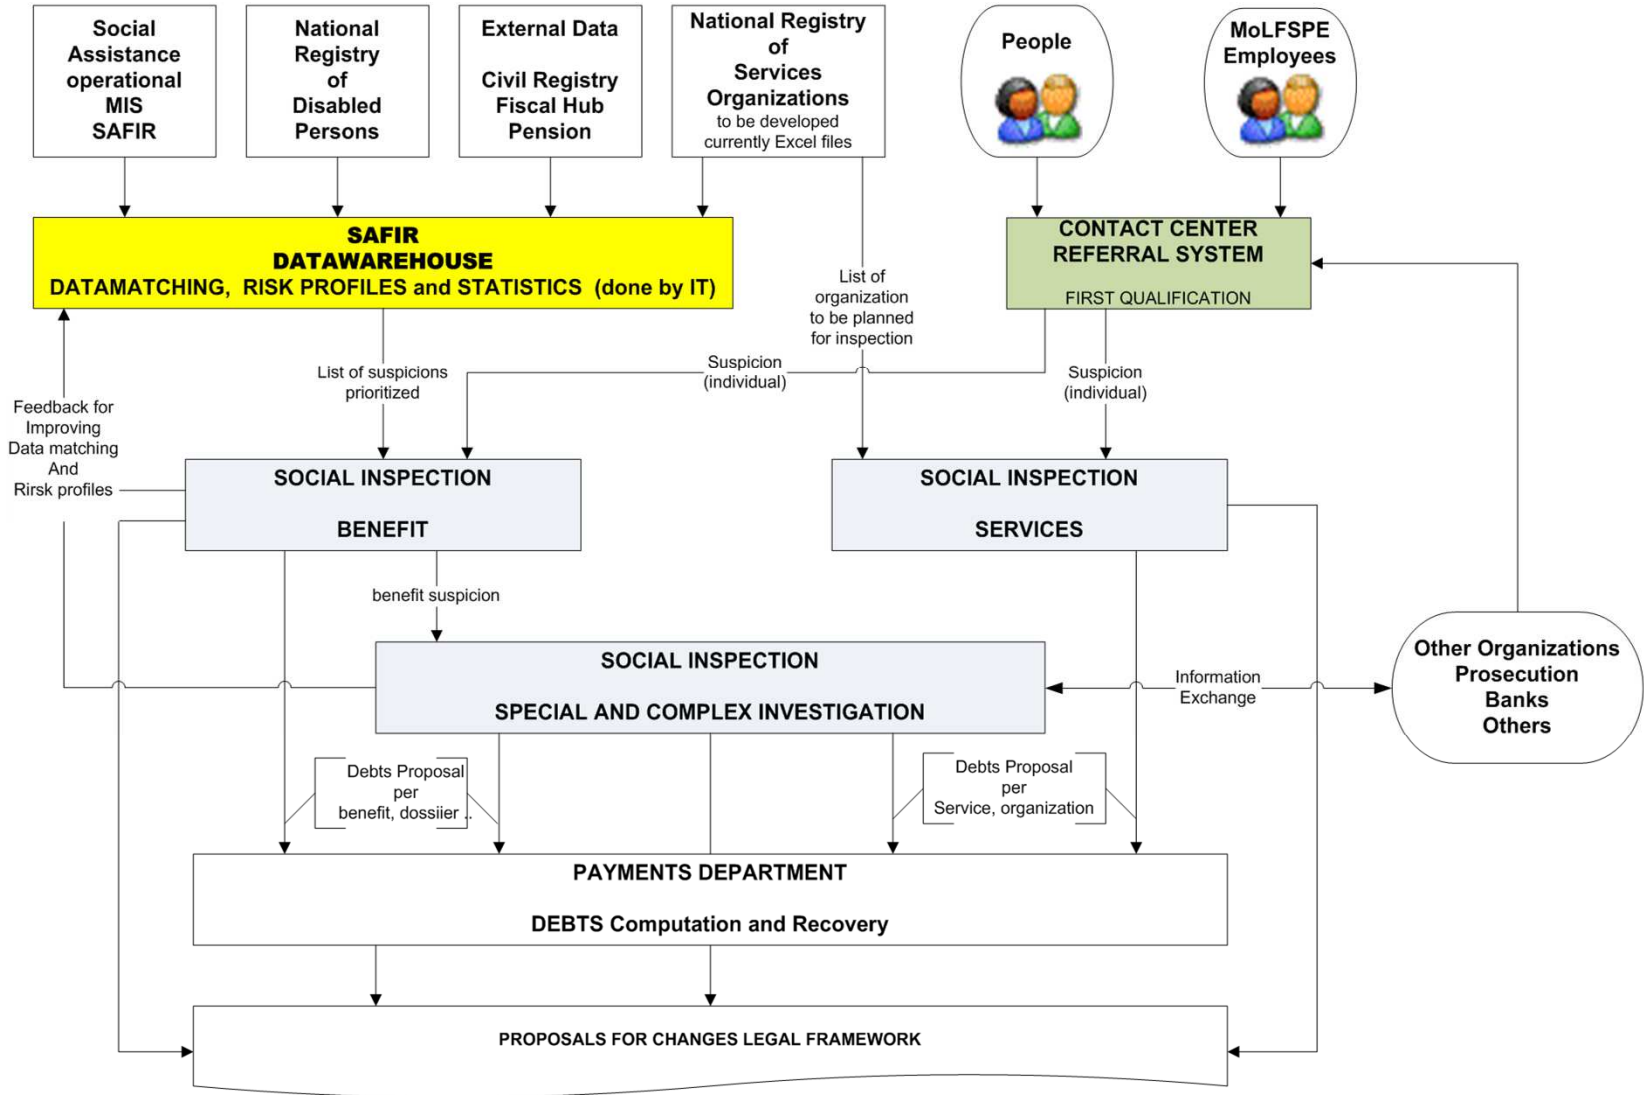 Social
Assistance
operational
MIS
SAFIR
National
Registry
of
Disabled
Persons
External Data
Civil Registry
Fiscal Hub
Pension
National Registry
of
Services
Organizations
to be developed
currently Excel files
People
MoLFSPE
Employees
SAFIR
DATAWAREHOUSE
DATAMATCHING, RISK PROFILES and STATISTICS (done by IT)
CONTACT CENTER
REFERRAL SYSTEM
FIRST QUALIFICATION
List of
organization
to be planned
for inspection
List of suspicions
prioritized
Suspicion
(individual)
Suspicion
(individual)
Feedback for
Improving
Data matching
And
Rirsk profiles
SOCIAL INSPECTION
BENEFIT
SOCIAL INSPECTION
SERVICES
benefit suspicion
SOCIAL INSPECTION
SPECIAL AND COMPLEX INVESTIGATION
Information
Exchange
Other Organizations
Prosecution
Banks
Others
Debts Proposal
per
benefit, dossiier ..
Debts Proposal
per
Service, organization
PAYMENTS DEPARTMENT
DEBTS Computation and Recovery
PROPOSALS FOR CHANGES LEGAL FRAMEWORK